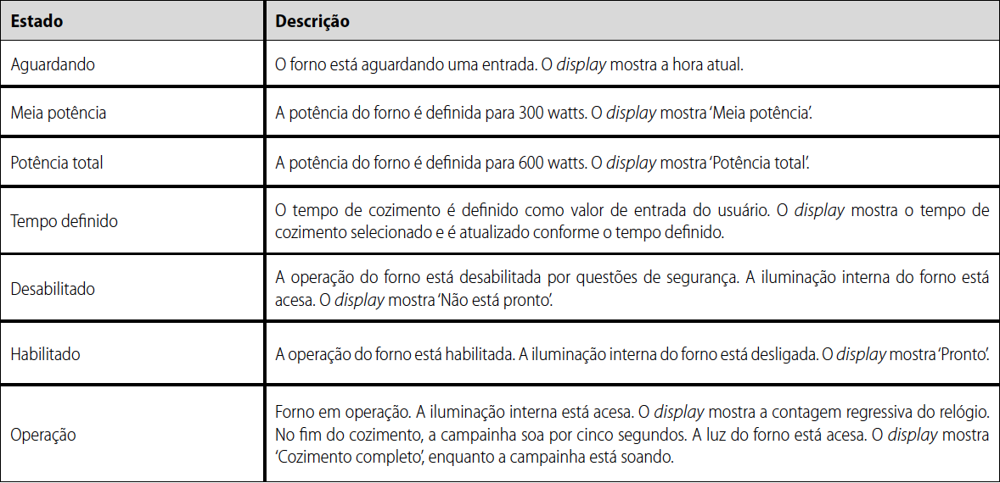 Estado Descrição
Aguardando O forno está aguardando uma entrada. O display mostra a hora atual.
Meia potência A potência do forno é definida para 300 watts. O display mostra ‘Meia potência’.
Potência total A potência do forno é definida para 600 watts. O display mostra ‘Potência total’.
Tempo definido O tempo de cozimento é definido como valor de entrada do usuário. O display mostra o tempo de
cozimento selecionado e é atualizado conforme o tempo definido.
Desabilitado A operação do forno está desabilitada por questões de segurança. A iluminação interna do forno está
acesa. O display mostra ‘Não está pronto’.
Habilitado A operação do forno está habilitada. A iluminação interna do forno está desligada. O display mostra ‘Pronto’.
Operação Forno em operação. A iluminação interna está acesa. O display mostra a contagem regressiva do relógio.
No fim do cozimento, a campainha soa por cinco segundos. A luz do forno está acesa. O display mostra
‘Cozimento completo’, enquanto a campainha está soando.